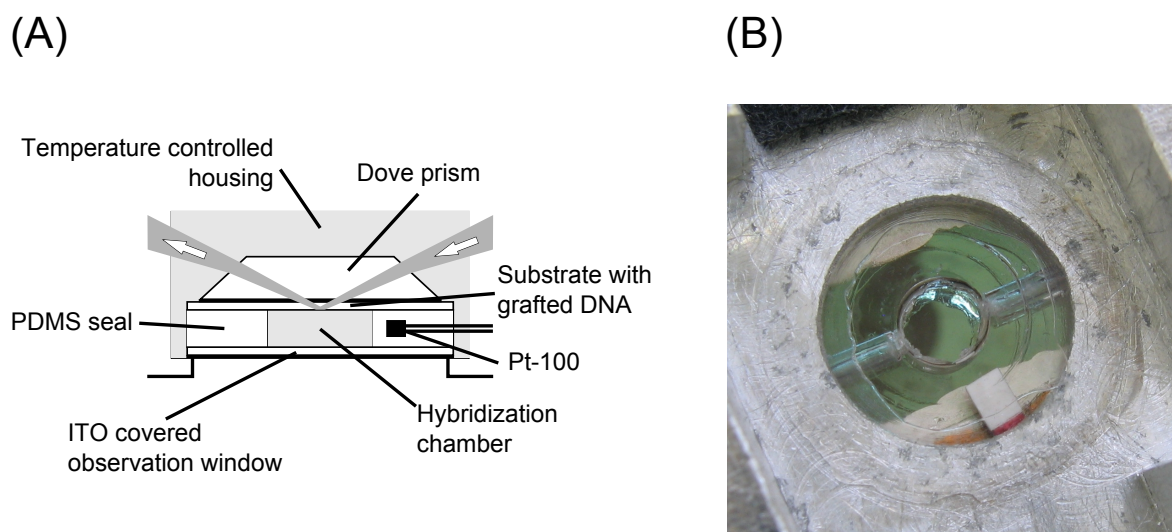 (A)
(B)
Temperature controlled
housing
Dove prism
Substrate with
grafted DNA
PDMS seal
Pt-100
Hybridization
chamber
ITO covered
observation window